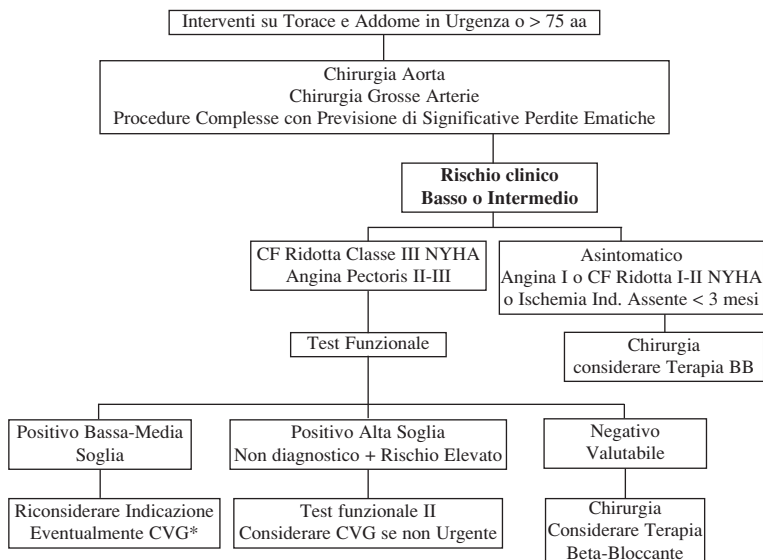 Interventi su Torace e Addome in Urgenza o > 75 aa
Chirurgia Aorta
Chirurgia Grosse Arterie
Procedure Complesse con Previsione di Significative Perdite Ematiche
Rischio clinico
Basso o Intermedio
CF Ridotta Classe III NYHA
Angina Pectoris II-III
Asintomatico
Angina I o CF Ridotta I-II NYHA
o Ischemia Ind. Assente < 3 mesi
Test Funzionale
Chirurgia
considerare Terapia BB
Positivo Bassa-Media
Soglia
Positivo Alta Soglia
Non diagnostico + Rischio Elevato
Negativo
Valutabile
Riconsiderare Indicazione
Eventualmente CVG*
Test funzionale II
Considerare CVG se non Urgente
Chirurgia
Considerare Terapia
Beta-Bloccante